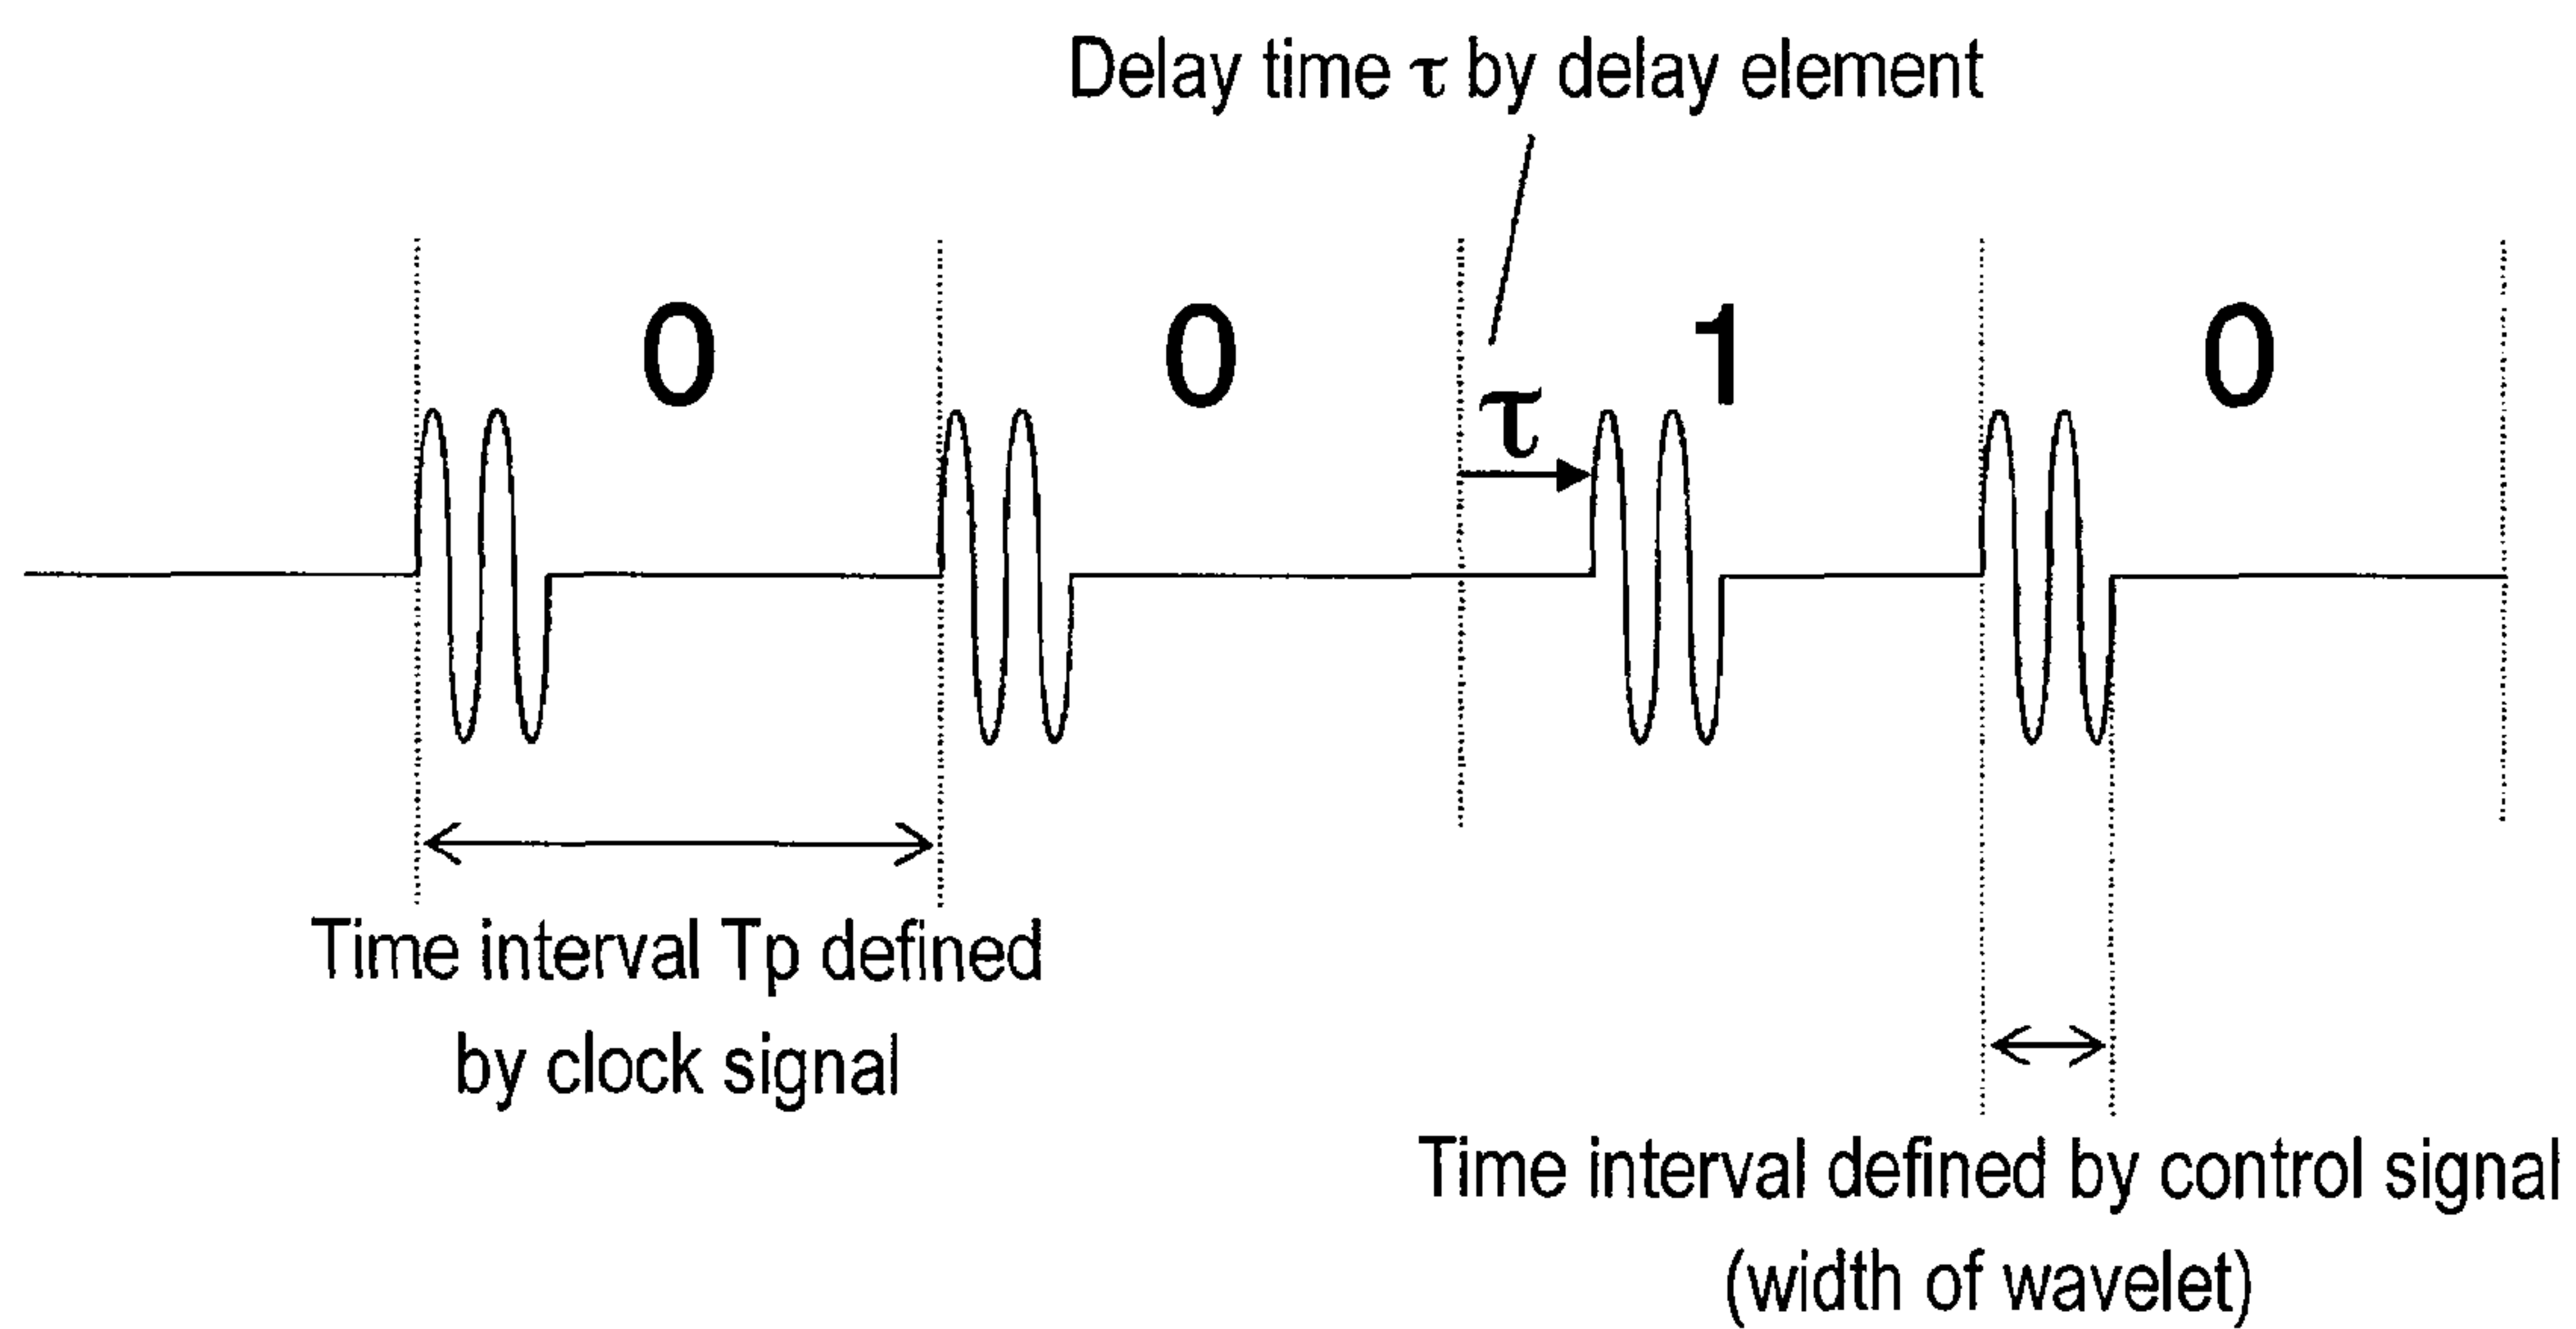 Delay time τ by delay element
0 0 1 0
τ
Time interval Tp defined
by clock signal
Time interval defined by control signal
(width of wavelet)